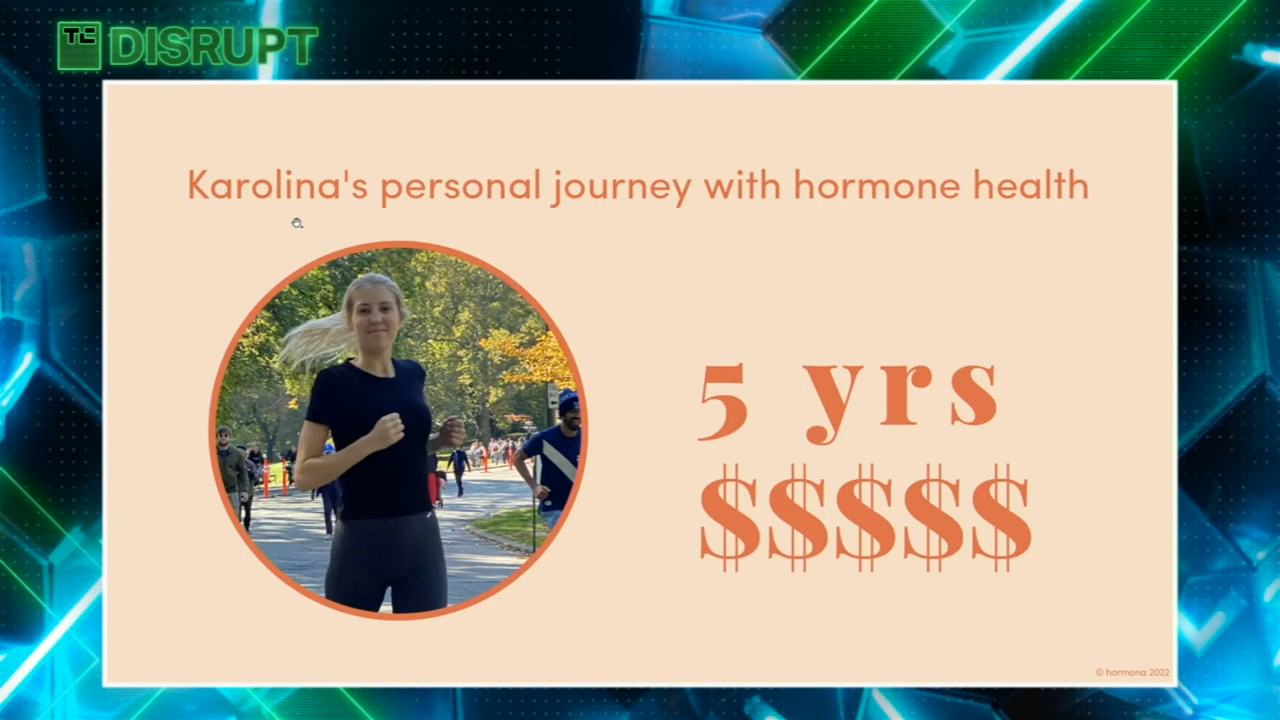 TC DISRUPT
Karolina's personal journey with hormone health
5 yrs
$$$$$
© hormona 2022